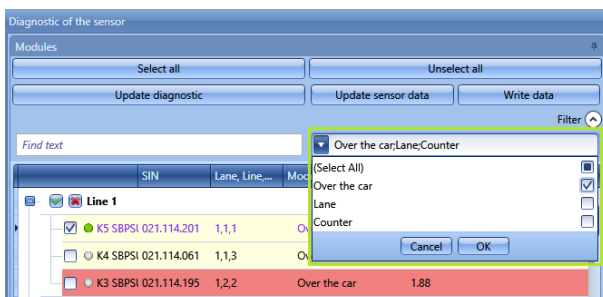 Diagnostic of the sensor
Modules
Select all
Unselect all
Update diagnostic
Update sensor data
Write data
Filter
Find text
Over the car;Lane;Counter
SIN
Lane, Line,...
(Select All)
Over the car
Lane
Counter
Cancel
OK
Line 1
K5 SBPSI 021.114.201 1,1,1
K4 SBPSI 021.114.061 1,1,3
K3 SBPSI 021.114.195 1,2,2 Over the car 1.88